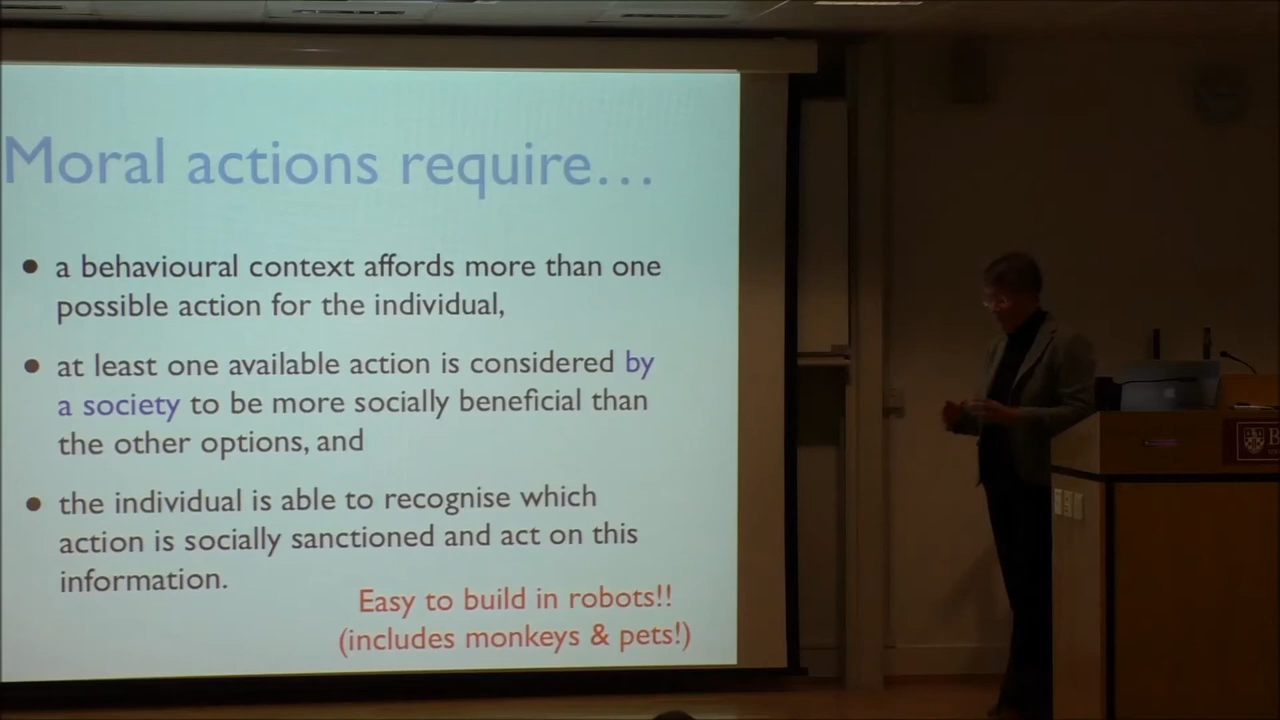 Moral actions require...
• a behavioural context affords more than one
possible action for the individual,
• at least one available action is considered by
a society to be more socially beneficial than
the other options, and
• the individual is able to recognise which
action is socially sanctioned and act on this
information.
Easy to build in robots!!
(includes monkeys & pets!)